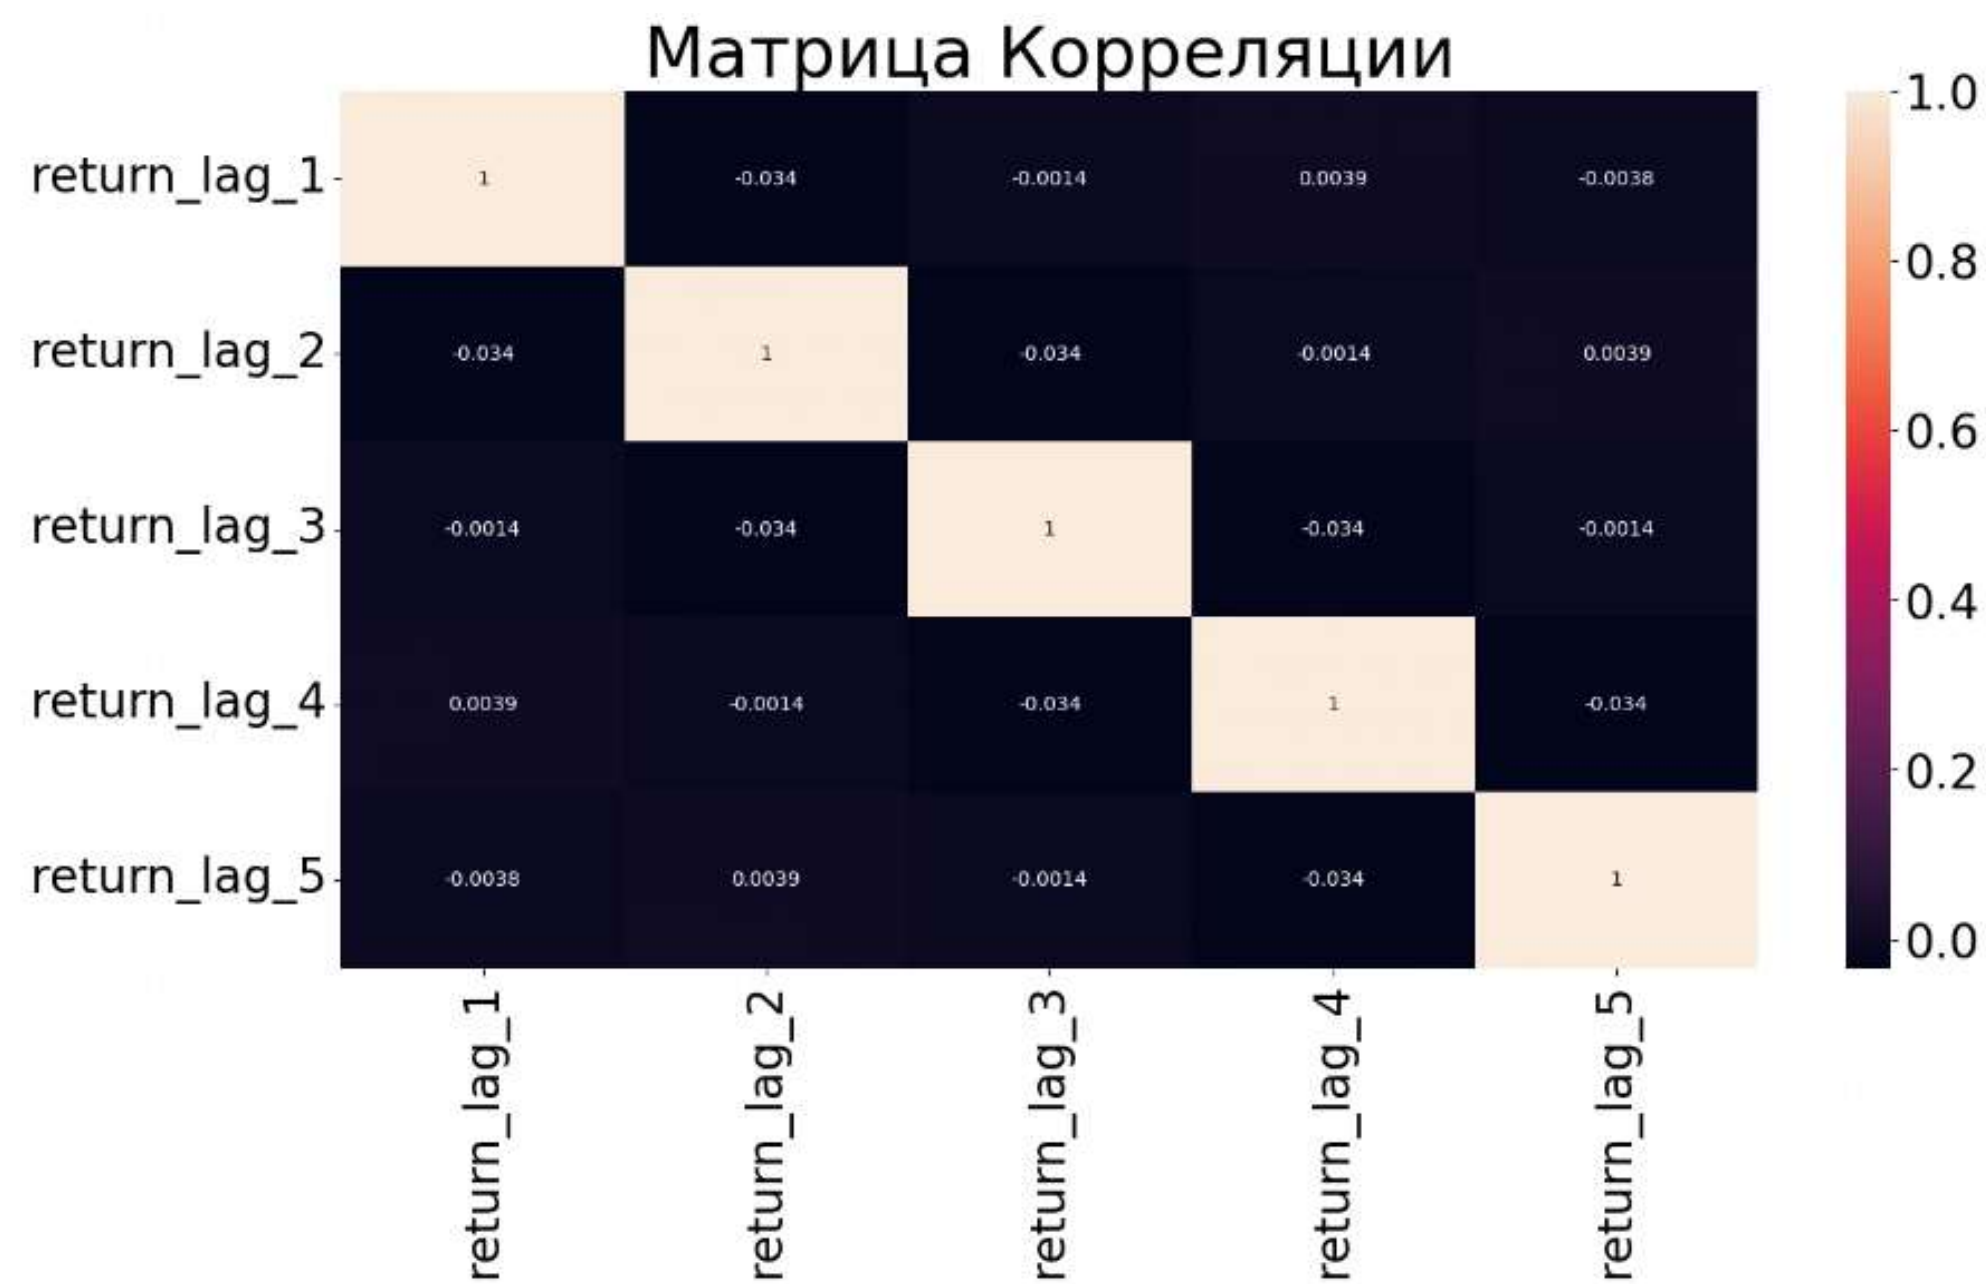 Матрица Корреляции
return_lag_1 1 -0.034 -0.0014 0.0039 -0.0038
return_lag_2 -0.034 1 -0.034 -0.0014 0.0039
return_lag_3 -0.0014 -0.034 1 -0.034 -0.0014
return_lag_4 0.0039 -0.0014 -0.034 1 -0.034
return_lag_5 -0.0038 0.0039 -0.0014 -0.034 1
return_lag_1
return_lag_2
return_lag_3
return_lag_4
return_lag_5
1.0
0.8
0.6
0.4
0.2
0.0